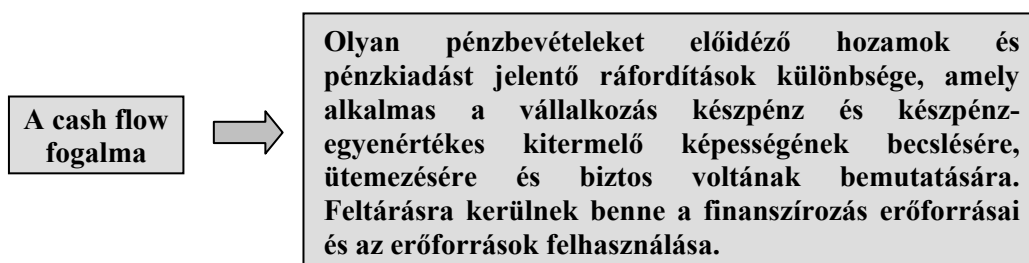 A cash flow
fogalma
Olyan pénzbevételeket előidéző hozamok és
pénzkiadást jelentő ráfordítások különbsége, amely
alkalmas a vállalkozás készpénz és készpénz-
egyenértékes kitermelő képességének becslésére,
ütemezésére és biztos voltának bemutatására.
Feltárásra kerülnek benne a finanszírozás erőforrásai
és az erőforrások felhasználása.